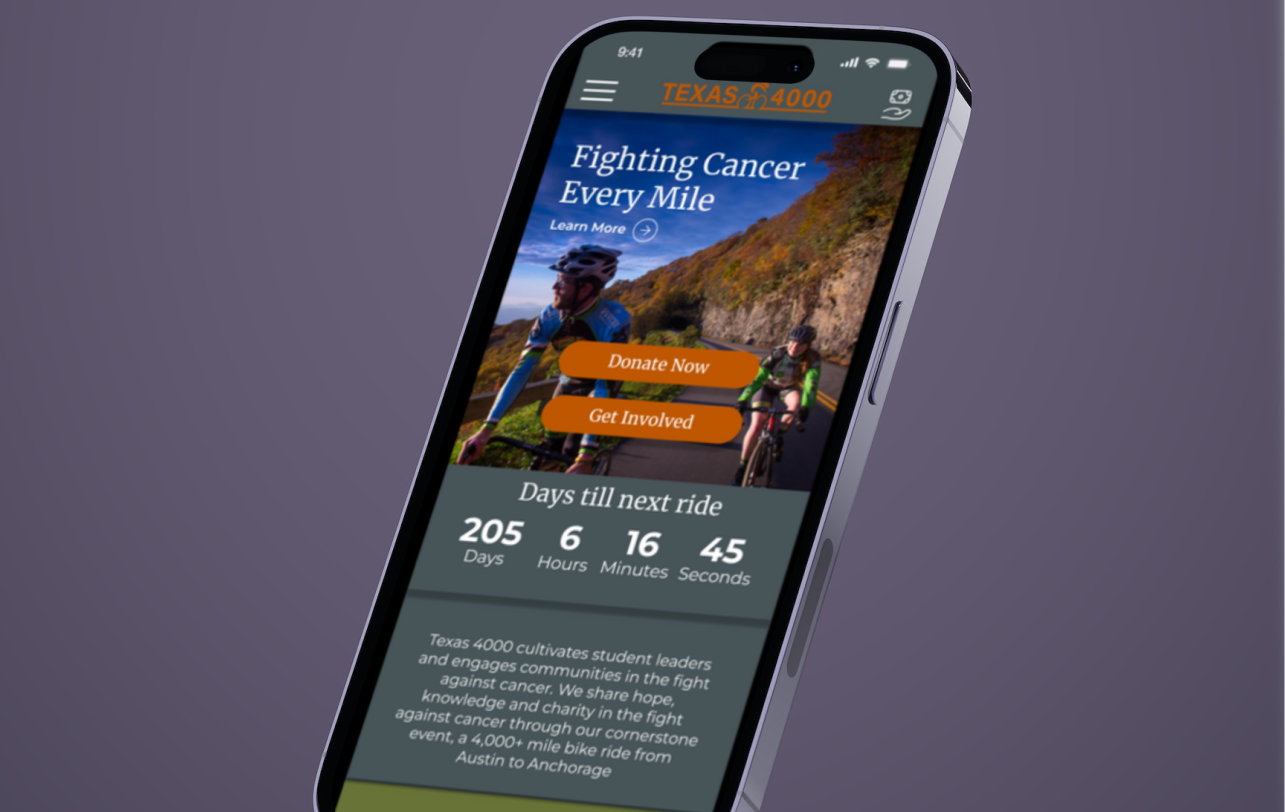 9:41
TEXAS 4000
Fighting Cancer
Every Mile
Learn More
Donate Now
Get Involved
Days till next ride
205 6 16 45
Days Hours Minutes Seconds
Texas 4000 cultivates student leaders
and engages communities in the fight
against cancer. We share hope,
knowledge and charity in the fight
against cancer through our cornerstone
event, a 4,000+ mile bike ride from
Austin to Anchorage